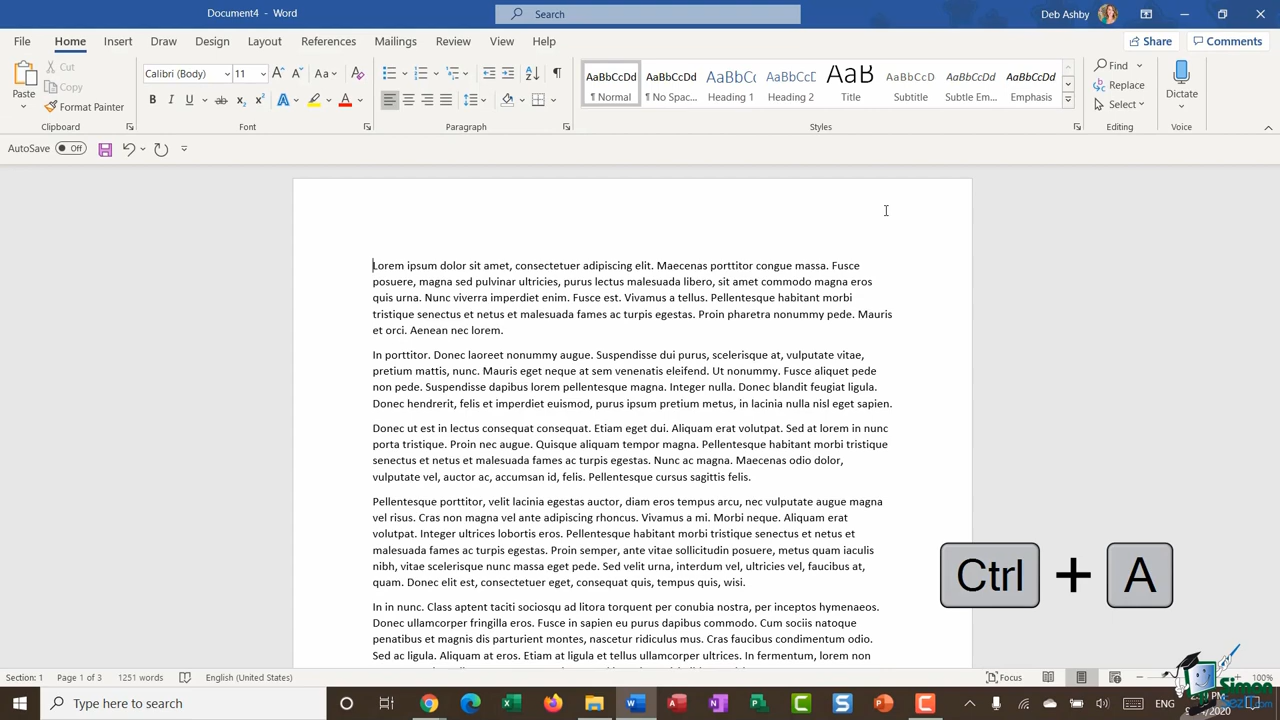 Document4 - Word
Search
Deb Ashby
File Home Insert Draw Design Layout References Mailings Review View Help
Share Comments
Paste
Cut
Copy
Format Painter
Calibri (Body) 11
AaBbCcDd AaBbCcDd AaBbCc AaBbCcD AaB AaBbCcD AaBbCcDd AaBbCcDd
¶ Normal ¶ No Spac... Heading 1 Heading 2 Title Subtitle Subtle Em... Emphasis
Find
Replace
Select
Dictate
Clipboard Font Paragraph Styles Editing Voice
AutoSave Off
Lorem ipsum dolor sit amet, consectetuer adipiscing elit. Maecenas porttitor congue massa. Fusce
posuere, magna sed pulvinar ultricies, purus lectus malesuada libero, sit amet commodo magna eros
quis urna. Nunc viverra imperdiet enim. Fusce est. Vivamus a tellus. Pellentesque habitant morbi
tristique senectus et netus et malesuada fames ac turpis egestas. Proin pharetra nonummy pede. Mauris
et orci. Aenean nec lorem.
In porttitor. Donec laoreet nonummy augue. Suspendisse dui purus, scelerisque at, vulputate vitae,
pretium mattis, nunc. Mauris eget neque at sem venenatis eleifend. Ut nonummy. Fusce aliquet pede
non pede. Suspendisse dapibus lorem pellentesque magna. Integer nulla. Donec blandit feugiat ligula.
Donec hendrerit, felis et imperdiet euismod, purus ipsum pretium metus, in lacinia nulla nisl eget sapien.
Donec ut est in lectus consequat consequat. Etiam eget dui. Aliquam erat volutpat. Sed at lorem in nunc
porta tristique. Proin nec augue. Quisque aliquam tempor magna. Pellentesque habitant morbi tristique
senectus et netus et malesuada fames ac turpis egestas. Nunc ac magna. Maecenas odio dolor,
vulputate vel, auctor ac, accumsan id, felis. Pellentesque cursus sagittis felis.
Pellentesque porttitor, velit lacinia egestas auctor, diam eros tempus arcu, nec vulputate augue magna
vel risus. Cras non magna vel ante adipiscing rhoncus. Vivamus a mi. Morbi neque. Aliquam erat
volutpat. Integer ultrices lobortis eros. Pellentesque habitant morbi tristique senectus et netus et
malesuada fames ac turpis egestas. Proin semper, ante vitae sollicitudin posuere, metus quam iaculis
nibh, vitae scelerisque nunc massa eget pede. Sed velit urna, interdum vel, ultricies vel, faucibus at,
quam. Donec elit est, consectetuer eget, consequat quis, tempus quis, wisi.
In in nunc. Class aptent taciti sociosqu ad litora torquent per conubia nostra, per inceptos hymenaeos.
Donec ullamcorper fringilla eros. Fusce in sapien eu purus dapibus commodo. Cum sociis natoque
penatibus et magnis dis parturient montes, nascetur ridiculus mus. Cras faucibus condimentum odio.
Sed ac ligula. Aliquam at eros. Etiam at ligula et tellus ullamcorper ultrices. In fermentum, lorem non
Ctrl + A
Section: 1 Page 1 of 3 1251 words English (United States) Focus 100%
Type here to search